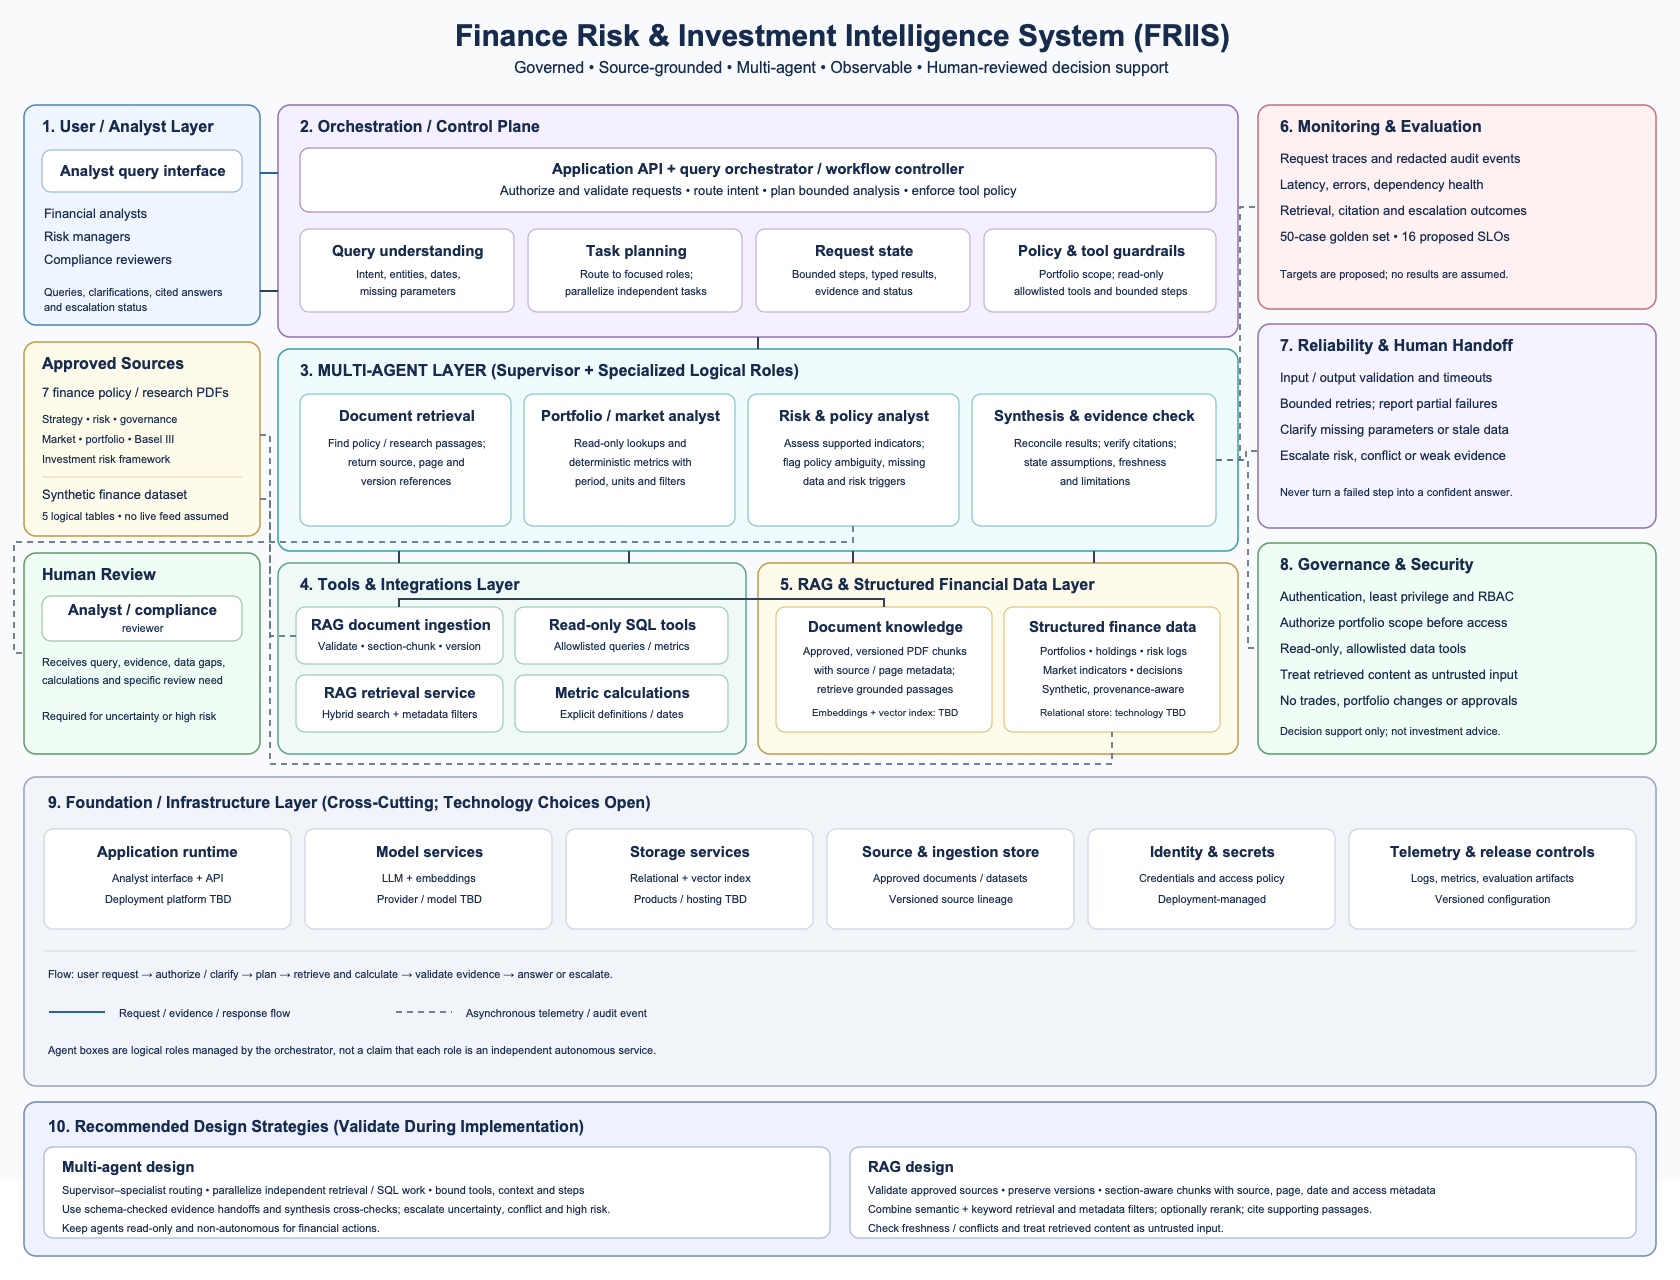 Finance Risk & Investment Intelligence System (FRIIS)
Governed • Source-grounded • Multi-agent • Observable • Human-reviewed decision support
1. User / Analyst Layer
Analyst query interface
Financial analysts
Risk managers
Compliance reviewers
Queries, clarifications, cited answers
and escalation status
2. Orchestration / Control Plane
Application API + query orchestrator / workflow controller
Authorize and validate requests • route intent • plan bounded analysis • enforce tool policy
Query understanding
Intent, entities, dates,
missing parameters
Task planning
Route to focused roles;
parallelize independent tasks
Request state
Bounded steps, typed results,
evidence and status
Policy & tool guardrails
Portfolio scope; read-only
allowlisted tools and bounded steps
6. Monitoring & Evaluation
Request traces and redacted audit events
Latency, errors, dependency health
Retrieval, citation and escalation outcomes
50-case golden set • 16 proposed SLOs
Targets are proposed; no results are assumed.
Approved Sources
7 finance policy / research PDFs
Strategy • risk • governance
Market • portfolio • Basel III
Investment risk framework
Synthetic finance dataset
5 logical tables • no live feed assumed
3. MULTI-AGENT LAYER (Supervisor + Specialized Logical Roles)
Document retrieval
Find policy / research passages;
return source, page and
version references
Portfolio / market analyst
Read-only lookups and
deterministic metrics with
period, units and filters
Risk & policy analyst
Assess supported indicators;
flag policy ambiguity, missing
data and risk triggers
Synthesis & evidence check
Reconcile results; verify citations;
state assumptions, freshness
and limitations
7. Reliability & Human Handoff
Input / output validation and timeouts
Bounded retries; report partial failures
Clarify missing parameters or stale data
Escalate risk, conflict or weak evidence
Never turn a failed step into a confident answer.
Human Review
Analyst / compliance
reviewer
Receives query, evidence, data gaps,
calculations and specific review need
Required for uncertainty or high risk
4. Tools & Integrations Layer
RAG document ingestion
Validate • section-chunk • version
Read-only SQL tools
Allowlisted queries / metrics
RAG retrieval service
Hybrid search + metadata filters
Metric calculations
Explicit definitions / dates
5. RAG & Structured Financial Data Layer
Document knowledge
Approved, versioned PDF chunks
with source / page metadata;
retrieve grounded passages
Embeddings + vector index: TBD
Structured finance data
Portfolios • holdings • risk logs
Market indicators • decisions
Synthetic, provenance-aware
Relational store: technology TBD
8. Governance & Security
Authentication, least privilege and RBAC
Authorize portfolio scope before access
Read-only, allowlisted data tools
Treat retrieved content as untrusted input
No trades, portfolio changes or approvals
Decision support only; not investment advice.
9. Foundation / Infrastructure Layer (Cross-Cutting; Technology Choices Open)
Application runtime
Analyst interface + API
Deployment platform TBD
Model services
LLM + embeddings
Provider / model TBD
Storage services
Relational + vector index
Products / hosting TBD
Source & ingestion store
Approved documents / datasets
Versioned source lineage
Identity & secrets
Credentials and access policy
Deployment-managed
Telemetry & release controls
Logs, metrics, evaluation artifacts
Versioned configuration
Flow: user request → authorize / clarify → plan → retrieve and calculate → validate evidence → answer or escalate.
Request / evidence / response flow
Asynchronous telemetry / audit event
Agent boxes are logical roles managed by the orchestrator, not a claim that each role is an independent autonomous service.
10. Recommended Design Strategies (Validate During Implementation)
Multi-agent design
Supervisor–specialist routing • parallelize independent retrieval / SQL work • bound tools, context and steps
Use schema-checked evidence handoffs and synthesis cross-checks; escalate uncertainty, conflict and high risk.
Keep agents read-only and non-autonomous for financial actions.
RAG design
Validate approved sources • preserve versions • section-aware chunks with source, page, date and access metadata
Combine semantic + keyword retrieval and metadata filters; optionally rerank; cite supporting passages.
Check freshness / conflicts and treat retrieved content as untrusted input.